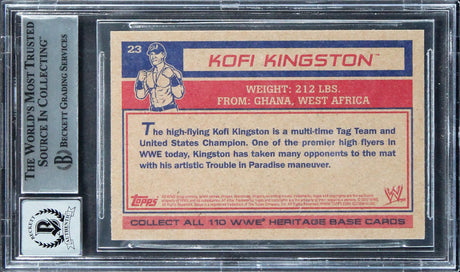 THE WORLD'S MOST TRUSTED
SOURCE IN COLLECTING™
BECKETT GRADING SERVICES
23
KOFI KINGSTON™
WEIGHT: 212 LBS.
FROM: GHANA, WEST AFRICA
The high-flying Kofi Kingston is a multi-time Tag Team and
United States Champion. One of the premier high flyers in
WWE today, Kingston has taken many opponents to the mat
with his artistic Trouble in Paradise maneuver.
Topps
COLLECT ALL 110 WWE® HERITAGE BASE CARDS
BECKETT